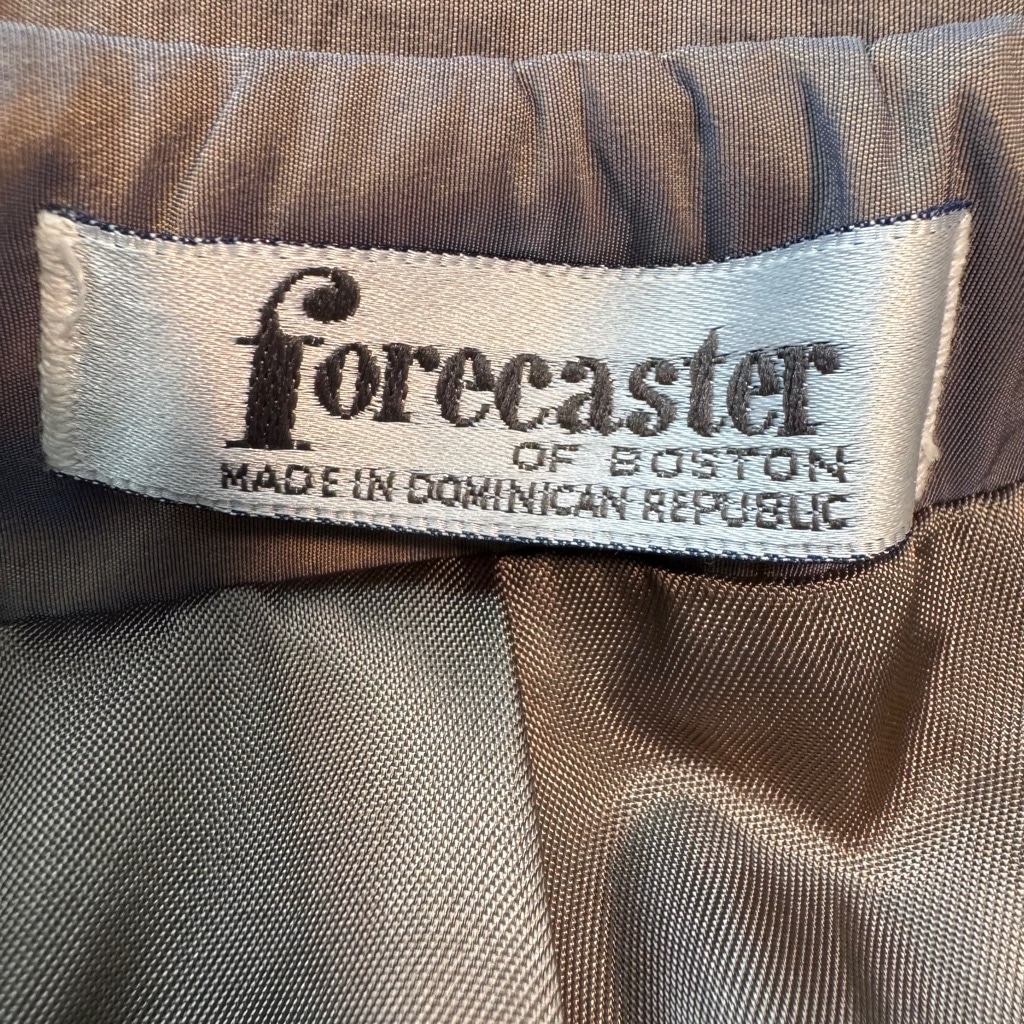 forecaster
OF BOSTON
MADE IN DOMINICAN REPUBLIC